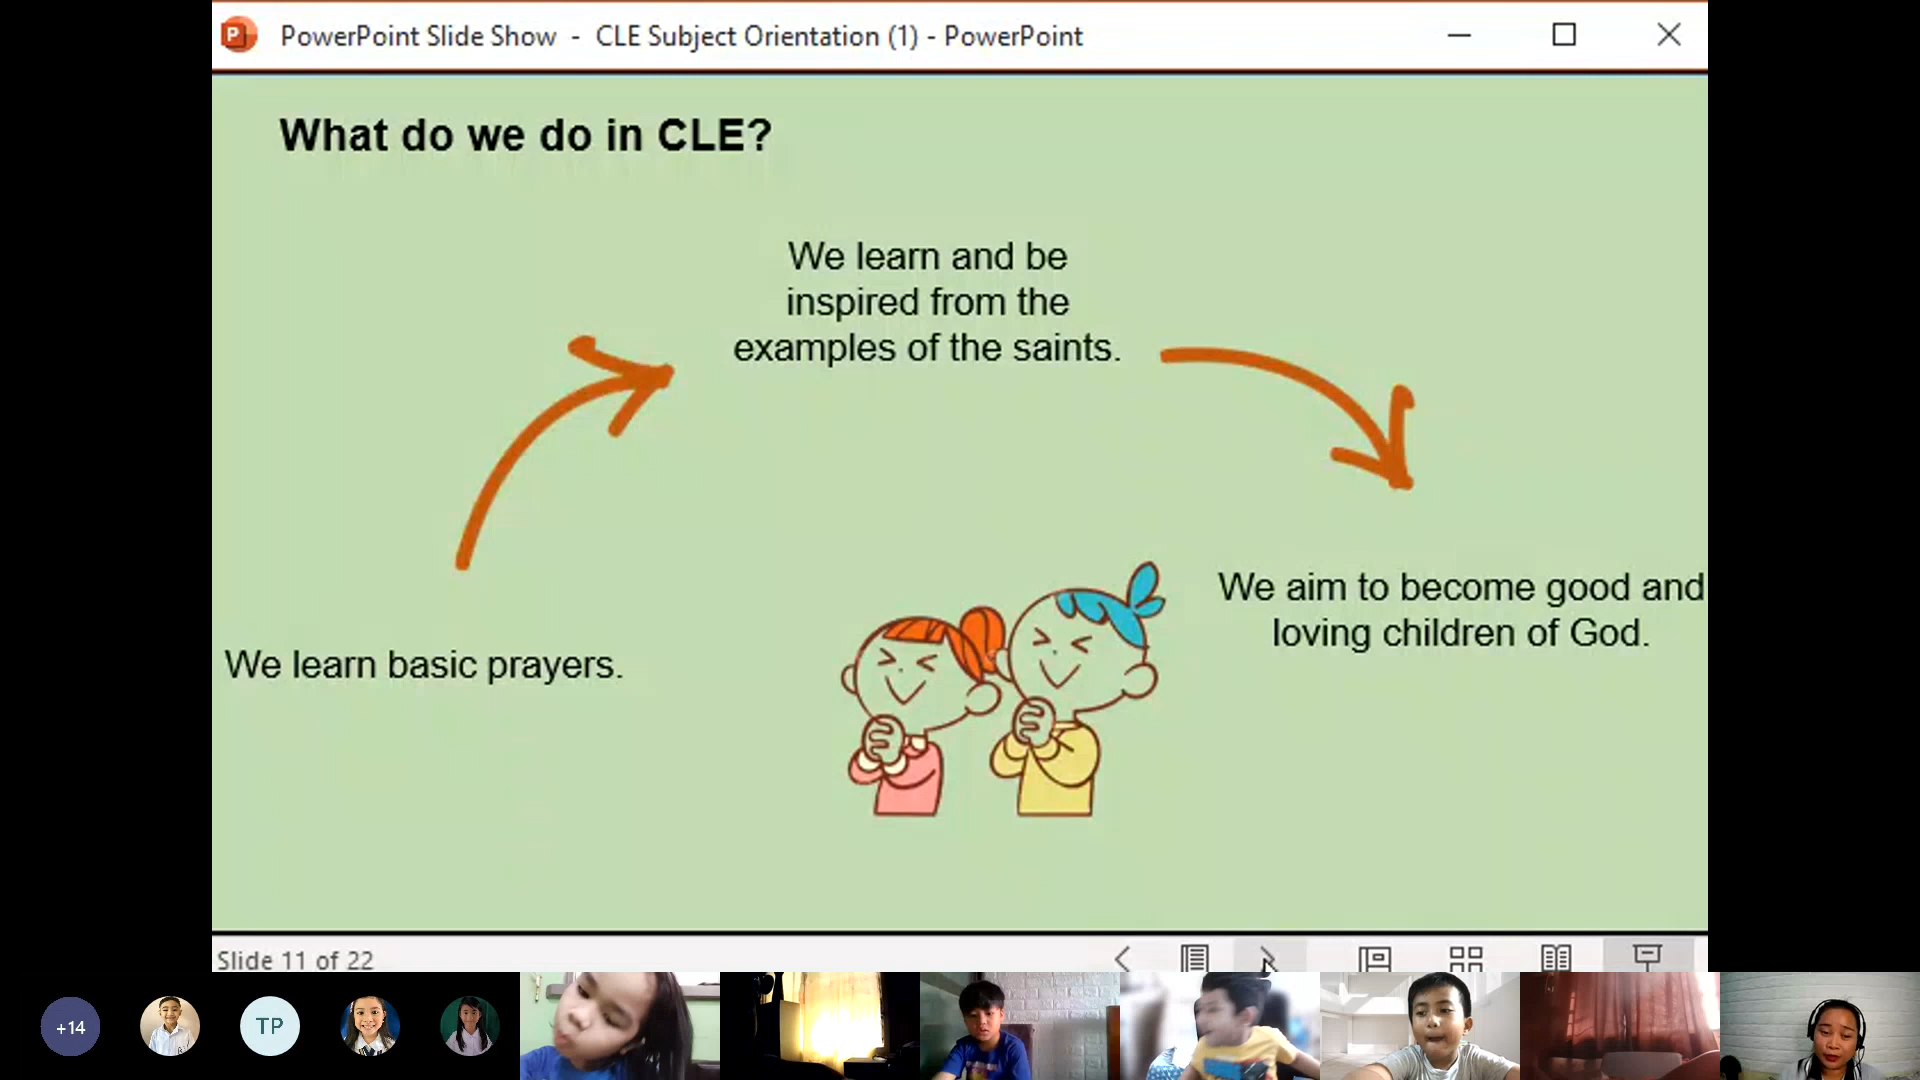 PowerPoint Slide Show - CLE Subject Orientation (1) - PowerPoint
What do we do in CLE?
We learn and be
inspired from the
examples of the saints.
We aim to become good and
loving children of God.
We learn basic prayers.
Slide 11 of 22
+14
TP